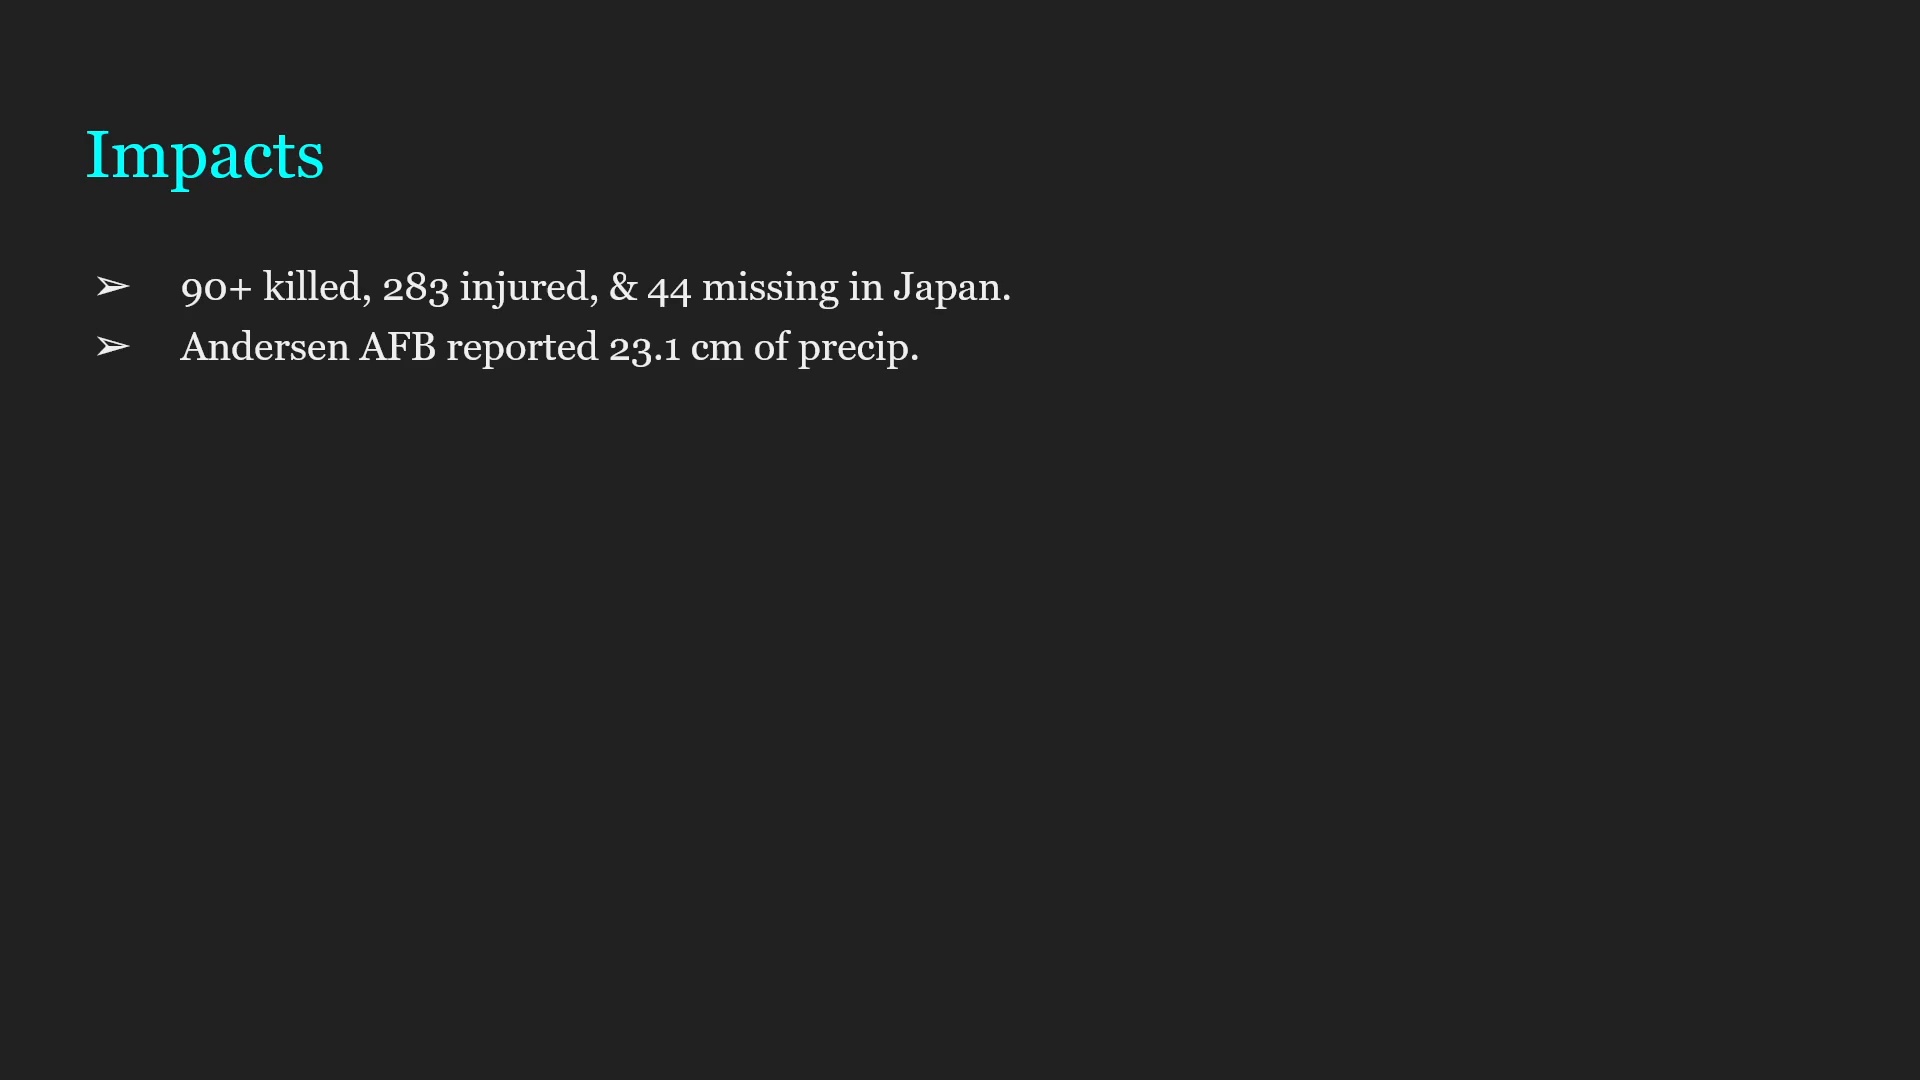 Impacts
➢ 90+ killed, 283 injured, & 44 missing in Japan.
➢ Andersen AFB reported 23.1 cm of precip.